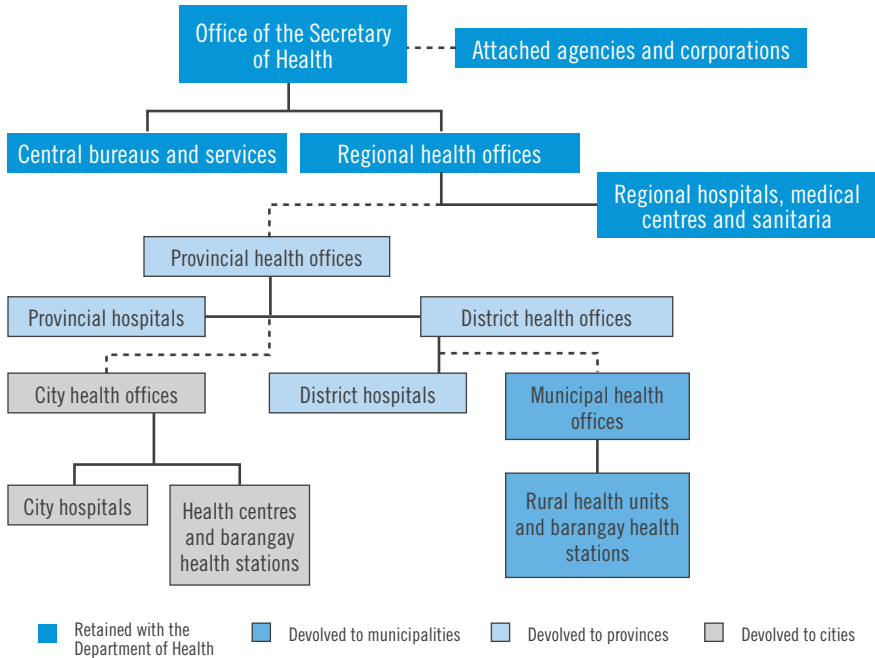 Office of the Secretary
of Health
Attached agencies and corporations
Central bureaus and services
Regional health offices
Regional hospitals, medical
centres and sanitaria
Provincial health offices
Provincial hospitals
District health offices
City health offices
District hospitals
Municipal health
offices
City hospitals
Health centres
and barangay
health stations
Rural health units
and barangay health
stations
Retained with the
Department of Health
Devolved to municipalities
Devolved to provinces
Devolved to cities